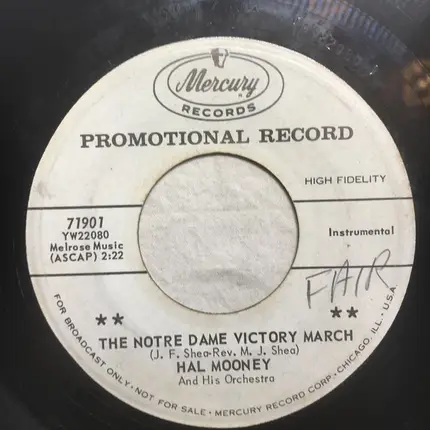 Mercury
RECORDS
PROMOTIONAL RECORD
HIGH FIDELITY
71901
YW22080
Melrose Music
(ASCAP) 2:22
Instrumental
FAIR
** **
THE NOTRE DAME VICTORY MARCH
(J. F. Shea-Rev. M. J. Shea)
HAL MOONEY
And His Orchestra
FOR BROADCAST ONLY • NOT FOR SALE • MERCURY RECORD CORP. • CHICAGO, ILL. • U.S.A.